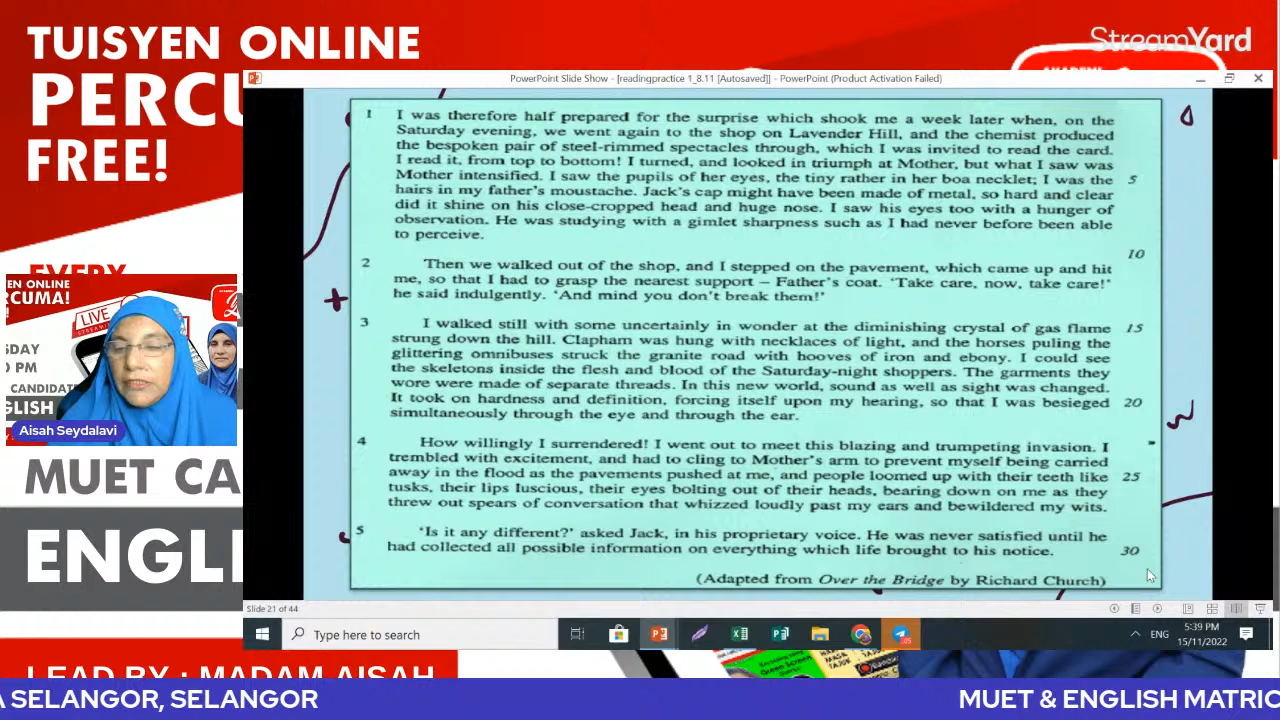 TUISYEN ONLINE
PERCU
FREE!
StreamYard
PowerPoint Slide Show - [readingpractice 1_8.11 [Autosaved]] - PowerPoint (Product Activation Failed)
1 I was therefore half prepared for the surprise which shook me a week later when, on the
Saturday evening, we went again to the shop on Lavender Hill, and the chemist produced
the bespoken pair of steel-rimmed spectacles through, which I was invited to read the card.
I read it, from top to bottom! I turned, and looked in triumph at Mother, but what I saw was
Mother intensified. I saw the pupils of her eyes, the tiny rather in her boa necklet; I was the 5
hairs in my father's moustache. Jack's cap might have been made of metal, so hard and clear
did it shine on his close-cropped head and huge nose. I saw his eyes too with a hunger of
observation. He was studying with a gimlet sharpness such as I had never before been able
to perceive.
10
2 Then we walked out of the shop, and I stepped on the pavement, which came up and hit
me, so that I had to grasp the nearest support – Father's coat. 'Take care, now, take care!'
he said indulgently. 'And mind you don't break them!'
3 I walked still with some uncertainly in wonder at the diminishing crystal of gas flame 15
strung down the hill. Clapham was hung with necklaces of light, and the horses puling the
glittering omnibuses struck the granite road with hooves of iron and ebony. I could see
the skeletons inside the flesh and blood of the Saturday-night shoppers. The garments they
wore were made of separate threads. In this new world, sound as well as sight was changed.
It took on hardness and definition, forcing itself upon my hearing, so that I was besieged 20
simultaneously through the eye and through the ear.
4 How willingly I surrendered! I went out to meet this blazing and trumpeting invasion. I
trembled with excitement, and had to cling to Mother's arm to prevent myself being carried
away in the flood as the pavements pushed at me, and people loomed up with their teeth like 25
tusks, their lips luscious, their eyes bolting out of their heads, bearing down on me as they
threw out spears of conversation that whizzed loudly past my ears and bewildered my wits.
5 'Is it any different?' asked Jack, in his proprietary voice. He was never satisfied until he
had collected all possible information on everything which life brought to his notice. 30
(Adapted from Over the Bridge by Richard Church)
Slide 21 of 44
Type here to search
ENG
5:39 PM
15/11/2022
EVERY
EN ONLINE
RCUMA!
LIVE
SDAY
0 PM
CANDIDATE
GLISH
Aisah Seydalavi
MUET CA
ENGLI
LEAD BY : MADAM AISAH
A SELANGOR, SELANGOR
MUET & ENGLISH MATRIC